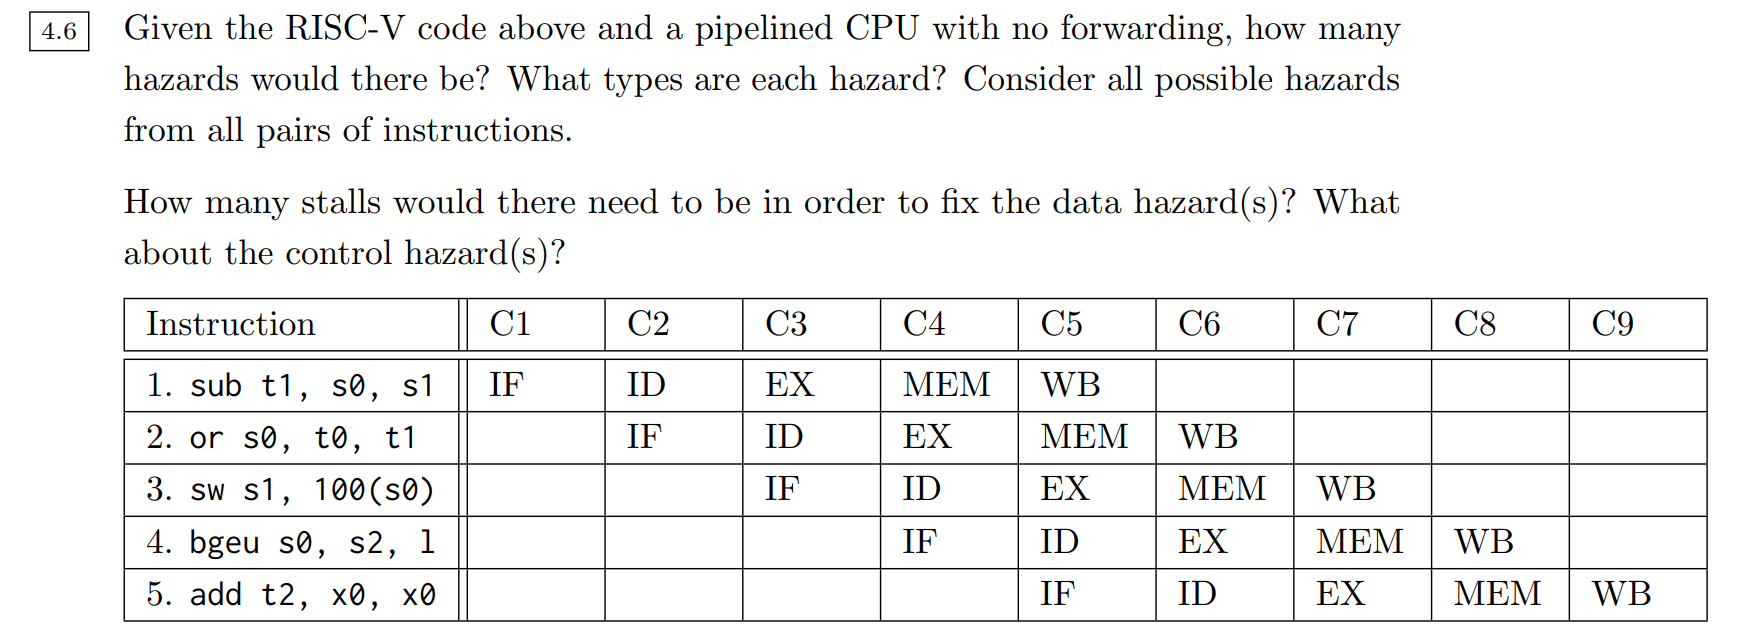 4.6 Given the RISC-V code above and a pipelined CPU with no forwarding, how many
hazards would there be? What types are each hazard? Consider all possible hazards
from all pairs of instructions.
How many stalls would there need to be in order to fix the data hazard(s)? What
about the control hazard(s)?
Instruction C1 C2 C3 C4 C5 C6 C7 C8 C9
1. sub t1, s0, s1 IF ID EX MEM WB
2. or s0, t0, t1 IF ID EX MEM WB
3. sw s1, 100(s0) IF ID EX MEM WB
4. bgeu s0, s2, l IF ID EX MEM WB
5. add t2, x0, x0 IF ID EX MEM WB